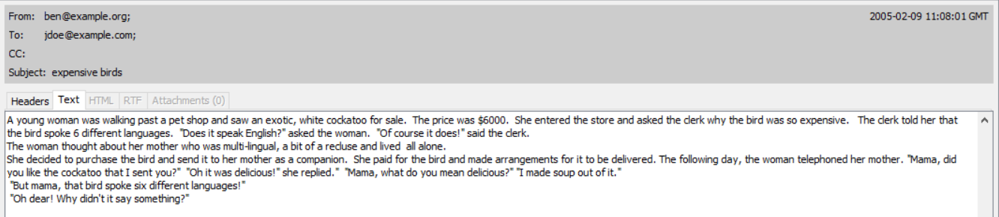 From: ben@example.org; 2005-02-09 11:08:01 GMT
To: jdoe@example.com;
CC:
Subject: expensive birds
Headers Text HTML RTF Attachments (0)
A young woman was walking past a pet shop and saw an exotic, white cockatoo for sale.  The price was $6000.  She entered the store and asked the clerk why the bird was so expensive.   The clerk told her that
the bird spoke 6 different languages.  "Does it speak English?" asked the woman.  "Of course it does!" said the clerk.
The woman thought about her mother who was multi-lingual, a bit of a recluse and lived  all alone.
She decided to purchase the bird and send it to her mother as a companion.  She paid for the bird and made arrangements for it to be delivered. The following day, the woman telephoned her mother. "Mama, did
you like the cockatoo that I sent you?"  "Oh it was delicious!" she replied."  "Mama, what do you mean delicious?" "I made soup out of it."
"But mama, that bird spoke six different languages!"
"Oh dear! Why didn't it say something?"